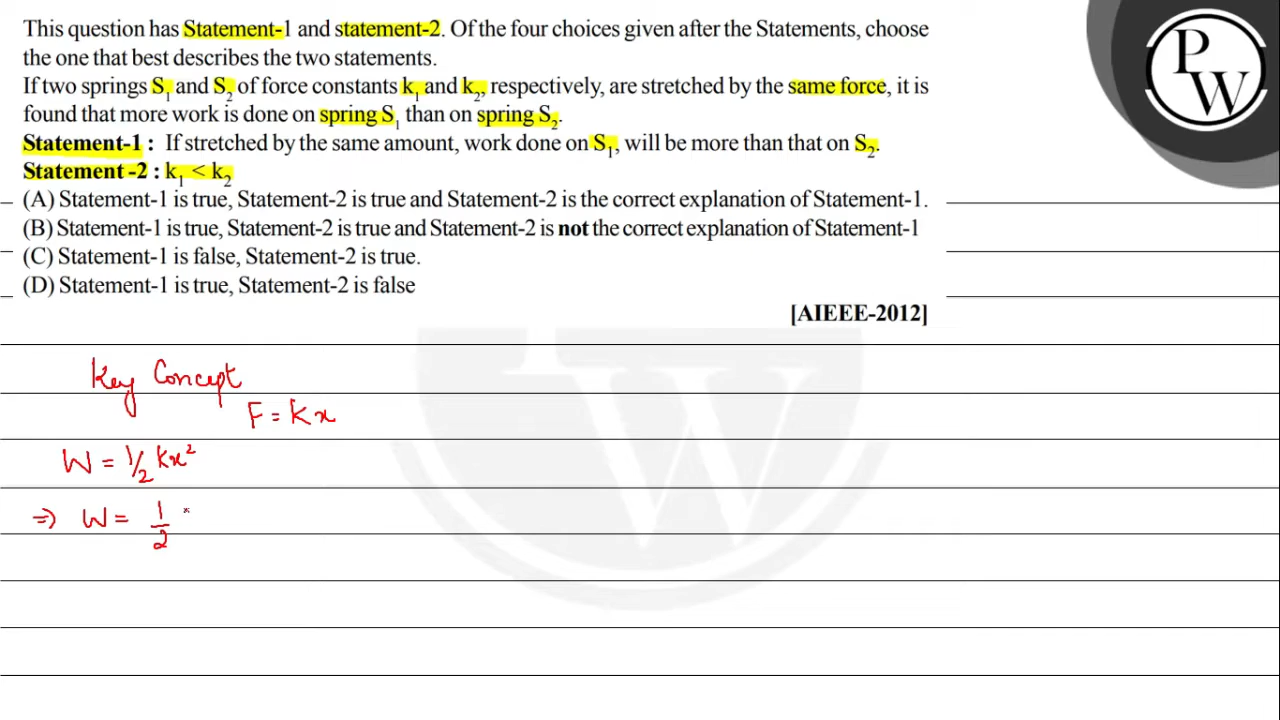 This question has Statement-1 and statement-2. Of the four choices given after the Statements, choose
the one that best describes the two statements.
If two springs S₁ and S₂ of force constants k₁ and k₂, respectively, are stretched by the same force, it is
found that more work is done on spring S₁ than on spring S₂.
Statement-1 : If stretched by the same amount, work done on S₁, will be more than that on S₂.
Statement -2 : k₁ < k₂
(A) Statement-1 is true, Statement-2 is true and Statement-2 is the correct explanation of Statement-1.
(B) Statement-1 is true, Statement-2 is true and Statement-2 is not the correct explanation of Statement-1
(C) Statement-1 is false, Statement-2 is true.
(D) Statement-1 is true, Statement-2 is false
[AIEEE-2012]
P
W
Key Concept
F = Kx
W = 1/2 Kx²
⇒ W = 1/2